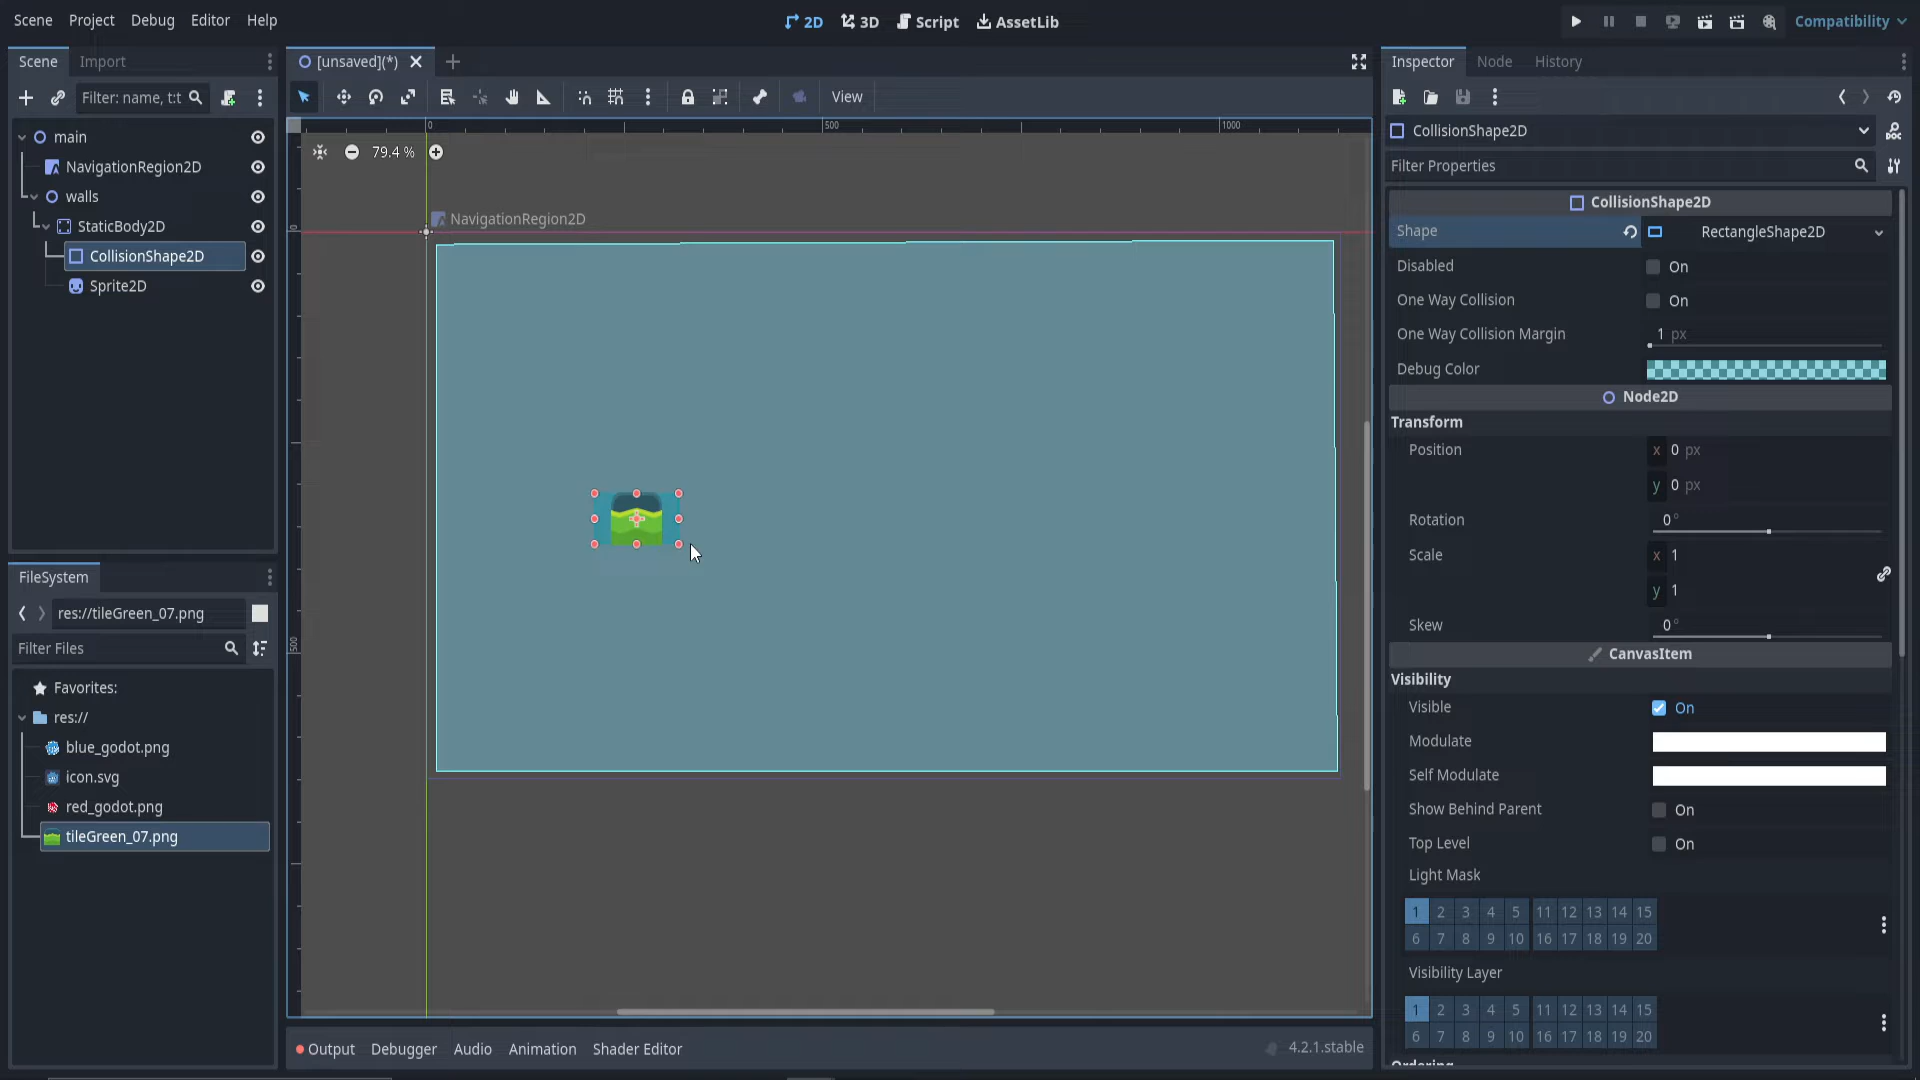 Scene Project Debug Editor Help
2D 3D Script AssetLib
Compatibility
Scene Import
Filter: name, t:t
main
NavigationRegion2D
walls
StaticBody2D
CollisionShape2D
Sprite2D
FileSystem
res://tileGreen_07.png
Filter Files
Favorites:
res://
blue_godot.png
icon.svg
red_godot.png
tileGreen_07.png
[unsaved](*)
View
0 500 1000
79.4 %
NavigationRegion2D
0
500
Output Debugger Audio Animation Shader Editor
4.2.1.stable
Inspector Node History
CollisionShape2D
Filter Properties
CollisionShape2D
Shape RectangleShape2D
Disabled On
One Way Collision On
One Way Collision Margin 1 px
Debug Color
Node2D
Transform
Position x 0 px
y 0 px
Rotation 0 °
Scale x 1
y 1
Skew 0 °
CanvasItem
Visibility
Visible On
Modulate
Self Modulate
Show Behind Parent On
Top Level On
Light Mask
1 2 3 4 5 11 12 13 14 15
6 7 8 9 10 16 17 18 19 20
Visibility Layer
1 2 3 4 5 11 12 13 14 15
6 7 8 9 10 16 17 18 19 20
Ordering